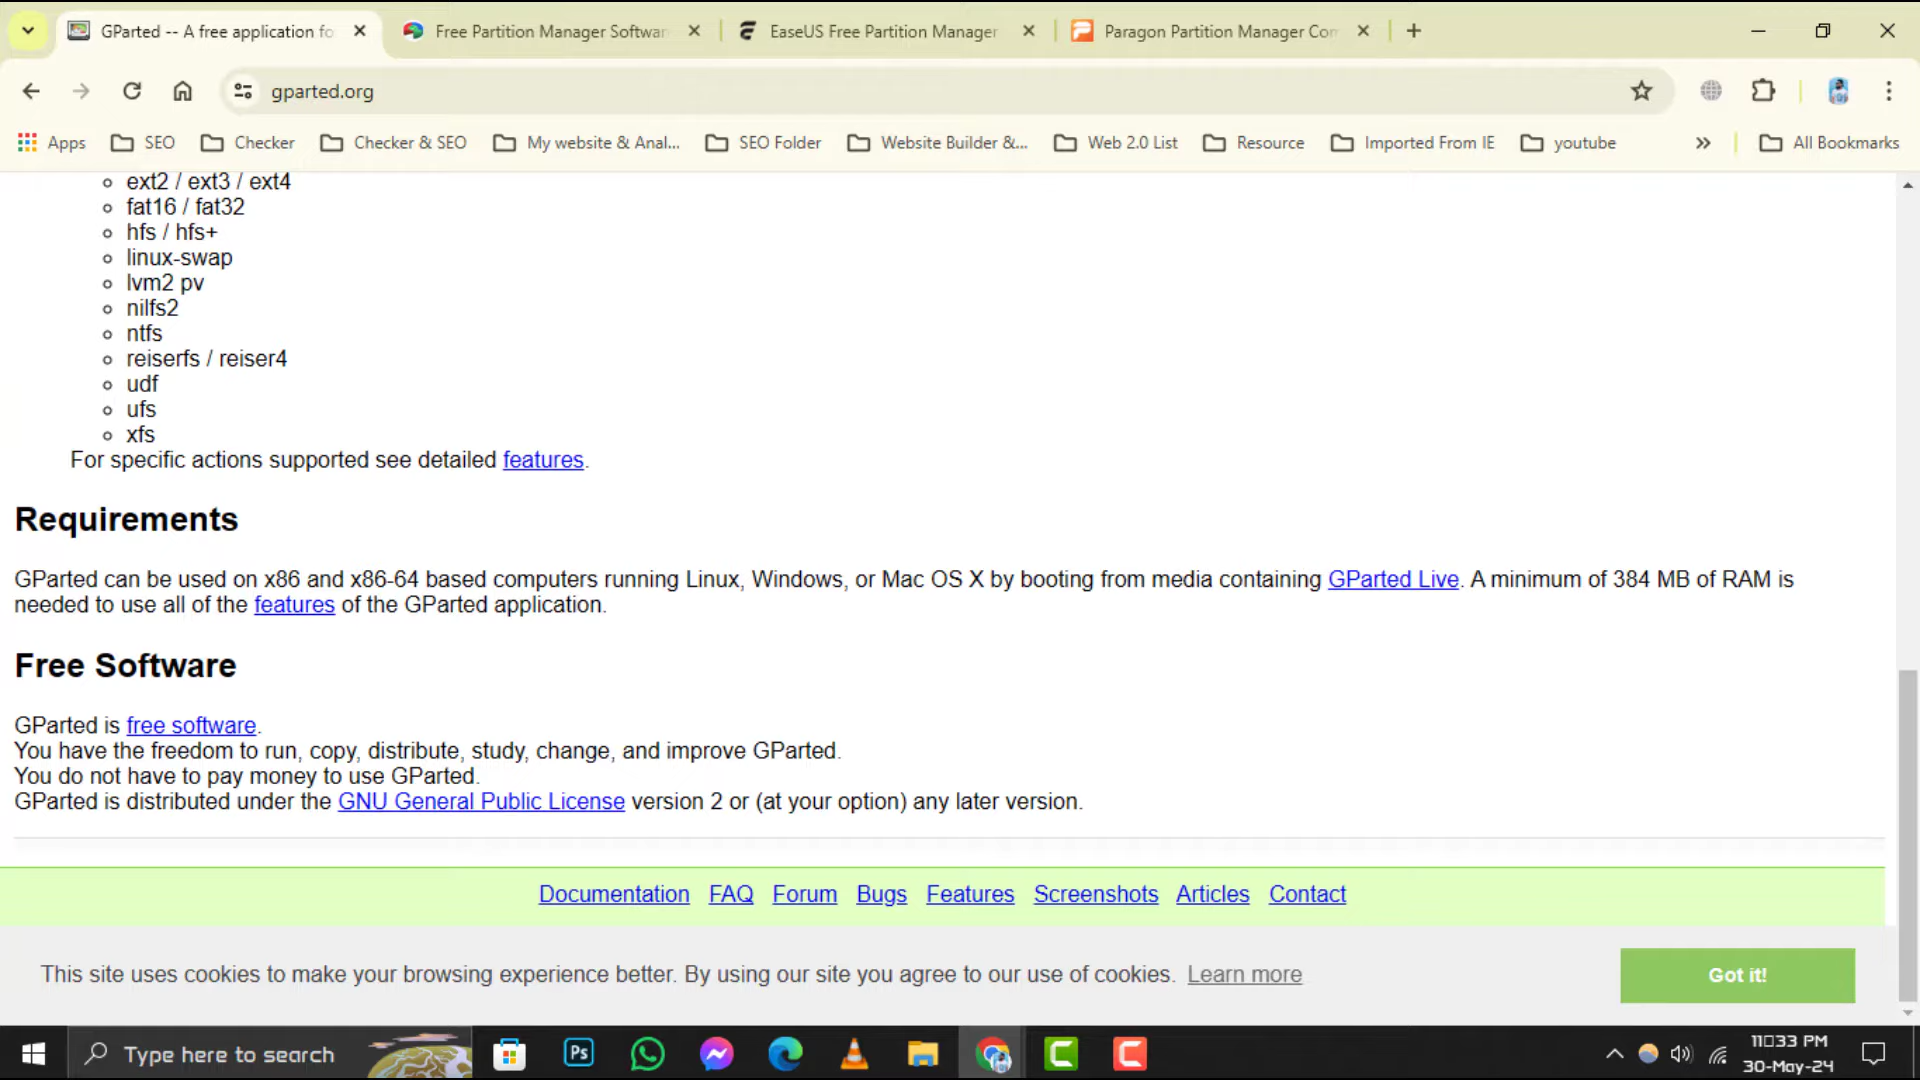 GParted -- A free application fo
Free Partition Manager Softwar
EaseUS Free Partition Manager
Paragon Partition Manager Com
gparted.org
Apps
SEO
Checker
Checker & SEO
My website & Anal...
SEO Folder
Website Builder &...
Web 2.0 List
Resource
Imported From IE
youtube
All Bookmarks
ext2 / ext3 / ext4
fat16 / fat32
hfs / hfs+
linux-swap
lvm2 pv
nilfs2
ntfs
reiserfs / reiser4
udf
ufs
xfs
For specific actions supported see detailed features.
Requirements
GParted can be used on x86 and x86-64 based computers running Linux, Windows, or Mac OS X by booting from media containing GParted Live. A minimum of 384 MB of RAM is
needed to use all of the features of the GParted application.
Free Software
GParted is free software.
You have the freedom to run, copy, distribute, study, change, and improve GParted.
You do not have to pay money to use GParted.
GParted is distributed under the GNU General Public License version 2 or (at your option) any later version.
Documentation FAQ Forum Bugs Features Screenshots Articles Contact
This site uses cookies to make your browsing experience better. By using our site you agree to our use of cookies. Learn more
Got it!
Type here to search
Ps
11□33 PM
30-May-24